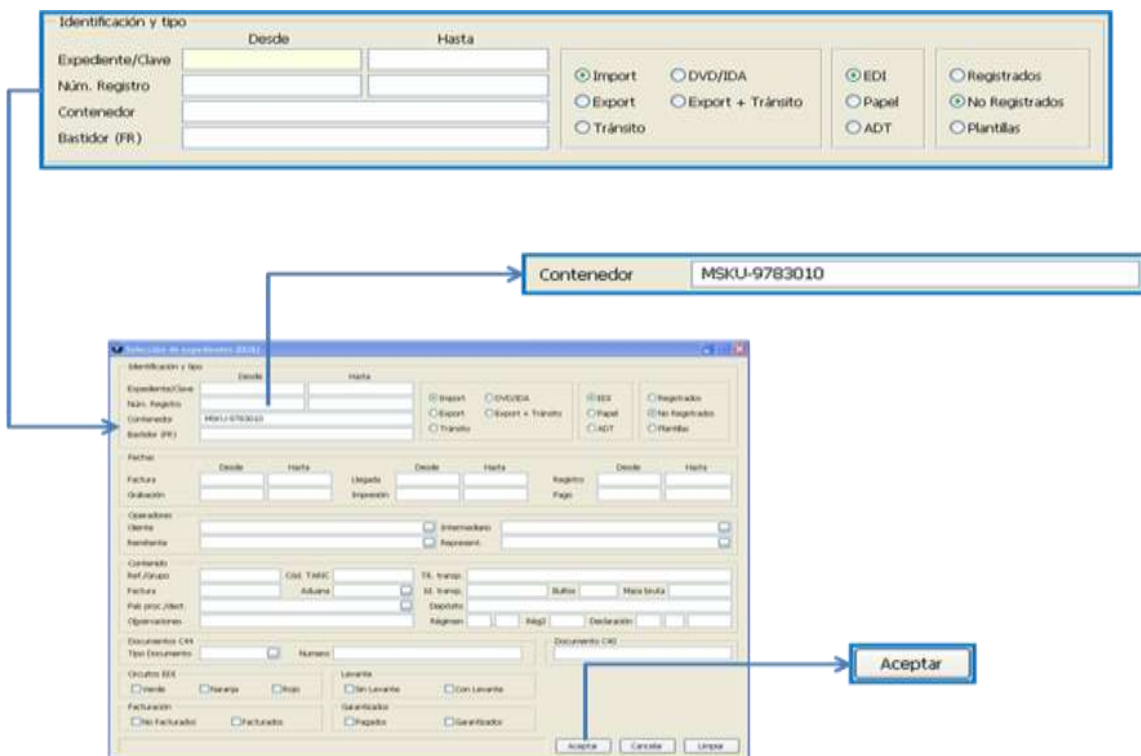 Identificación y tipo
Desde Hasta
Expediente/Clave
Núm. Registro
Contenedor
Bastidor (FR)
Import DVD/IDA
Export Export + Tránsito
Tránsito
EDI
Papel
ADT
Registrados
No Registrados
Plantillas
Contenedor MSKU-9783010
Selección de expedientes
Identificación y tipo
Desde Hasta
Expediente/Clave
Núm. Registro
Contenedor MSKU-9783010
Bastidor (FR)
Import DVD/IDA
Export Export + Tránsito
Tránsito
EDI
Papel
ADT
Registrados
No Registrados
Plantillas
Fechas
Desde Hasta Desde Hasta Desde Hasta
Factura Llegada Registro
Grabación Impresión Pago
Operadores
Cliente Intermediario
Remitente Represent.
Contenido
Ref./Grupo Cód. TARIC Tít. transp.
Factura Aduana Id. transp. Bultos Masa bruta
País proc./dest. Depósito
Observaciones Régimen Rég2 Declaración
Documentos C44 Documento C40
Tipo Documento Número
Circuitos EDI Levante
Verde Naranja Rojo Sin Levante Con Levante
Facturación Garantizados
No Facturados Facturados Pagados Garantizados
Aceptar Cancelar Limpiar
Aceptar